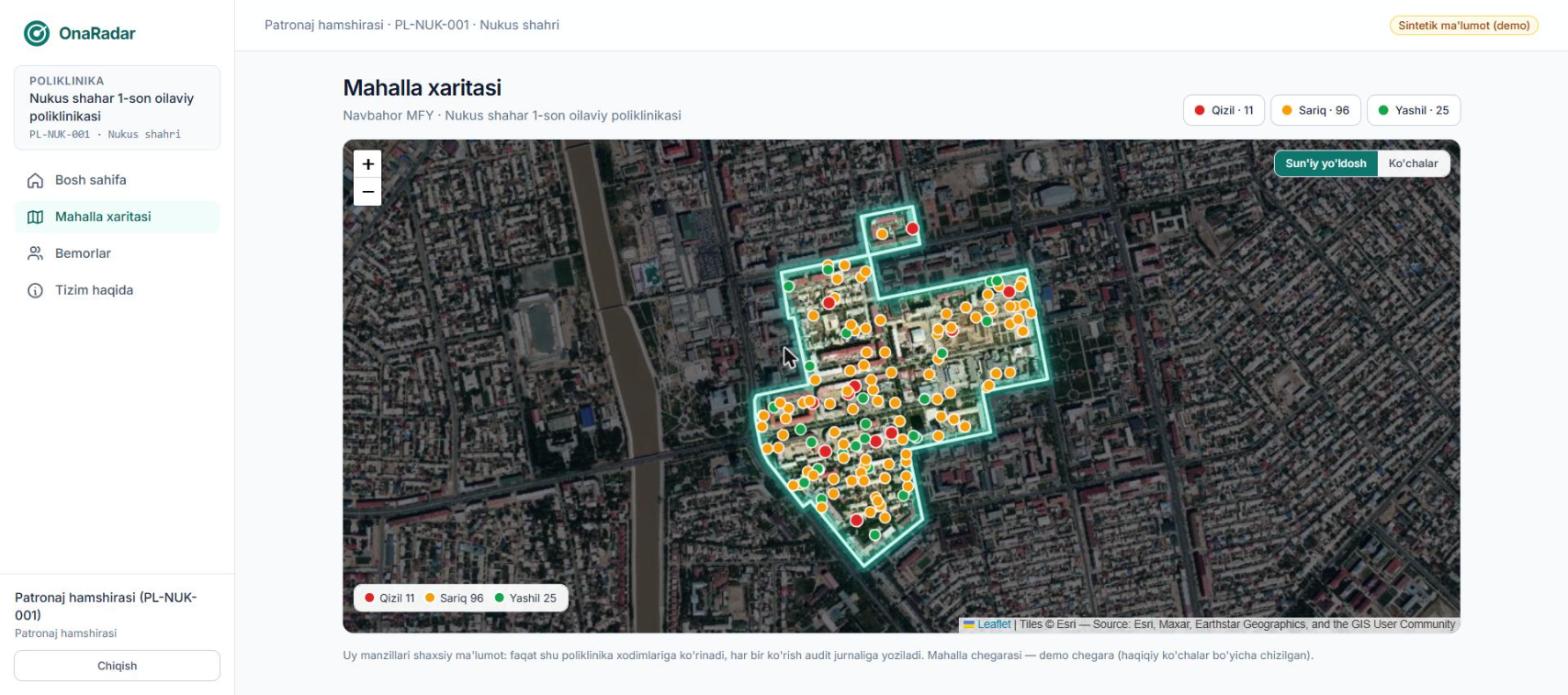 OnaRadar
POLIKLINIKA
Nukus shahar 1-son oilaviy
poliklinikasi
PL-NUK-001 · Nukus shahri
Bosh sahifa
Mahalla xaritasi
Bemorlar
Tizim haqida
Patronaj hamshirasi (PL-NUK-
001)
Patronaj hamshirasi
Chiqish
Patronaj hamshirasi · PL-NUK-001 · Nukus shahri
Sintetik ma'lumot (demo)
Mahalla xaritasi
Navbahor MFY · Nukus shahar 1-son oilaviy poliklinikasi
Qizil · 11
Sariq · 96
Yashil · 25
+
−
Sun'iy yo'ldosh
Ko'chalar
Qizil 11
Sariq 96
Yashil 25
Leaflet | Tiles © Esri — Source: Esri, Maxar, Earthstar Geographics, and the GIS User Community
Uy manzillari shaxsiy ma'lumot: faqat shu poliklinika xodimlariga ko'rinadi, har bir ko'rish audit jurnaliga yoziladi. Mahalla chegarasi — demo chegara (haqiqiy ko'chalar bo'yicha chizilgan).